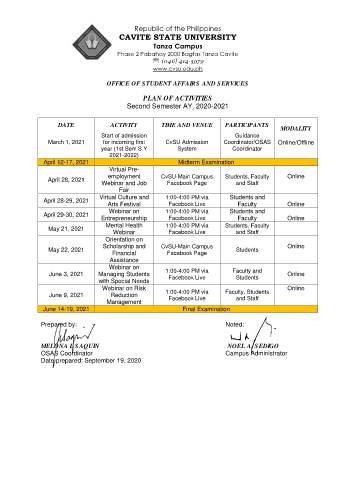 Republic of the Philippines
CAVITE STATE UNIVERSITY
Tanza Campus
Phase 2 Pabahay 2000 Bagtas Tanza Cavite
☏ (046) 414-3979
www.cvsu.edu.ph
OFFICE OF STUDENT AFFAIRS AND SERVICES
PLAN OF ACTIVITIES
Second Semester AY, 2020-2021
DATE ACTIVITY TIME AND VENUE PARTICIPANTS MODALITY
March 1, 2021 Start of admission for incoming first year (1st Sem S.Y 2021-2022) CvSU Admission System Guidance Coordinator/OSAS Coordinator Online/Offline
April 12-17, 2021 Midterm Examination
April 28, 2021 Virtual Pre-employment Webinar and Job Fair CvSU-Main Campus Facebook Page Students, Faculty and Staff Online
April 28-29, 2021 Virtual Culture and Arts Festival 1:00-4:00 PM via Facebook Live Students and Faculty Online
April 29-30, 2021 Webinar on Entrepreneurship 1:00-4:00 PM via Facebook Live Students and Faculty Online
May 21, 2021 Mental Health Webinar 1:00-4:00 PM via Facebook Live Students, Faculty and Staff Online
May 22, 2021 Orientation on Scholarship and Financial Assistance CvSU-Main Campus Facebook Page Students Online
June 3, 2021 Webinar on Managing Students with Special Needs 1:00-4:00 PM via Facebook Live Faculty and Students Online
June 9, 2021 Webinar on Risk Reduction Management 1:00-4:00 PM via Facebook Live Faculty, Students and Staff Online
June 14-19, 2021 Final Examination
Prepared by: Noted:
MELONA I. SAQUIN NOEL A. SEDIGO
OSAS Coordinator Campus Administrator
Date prepared: September 19, 2020